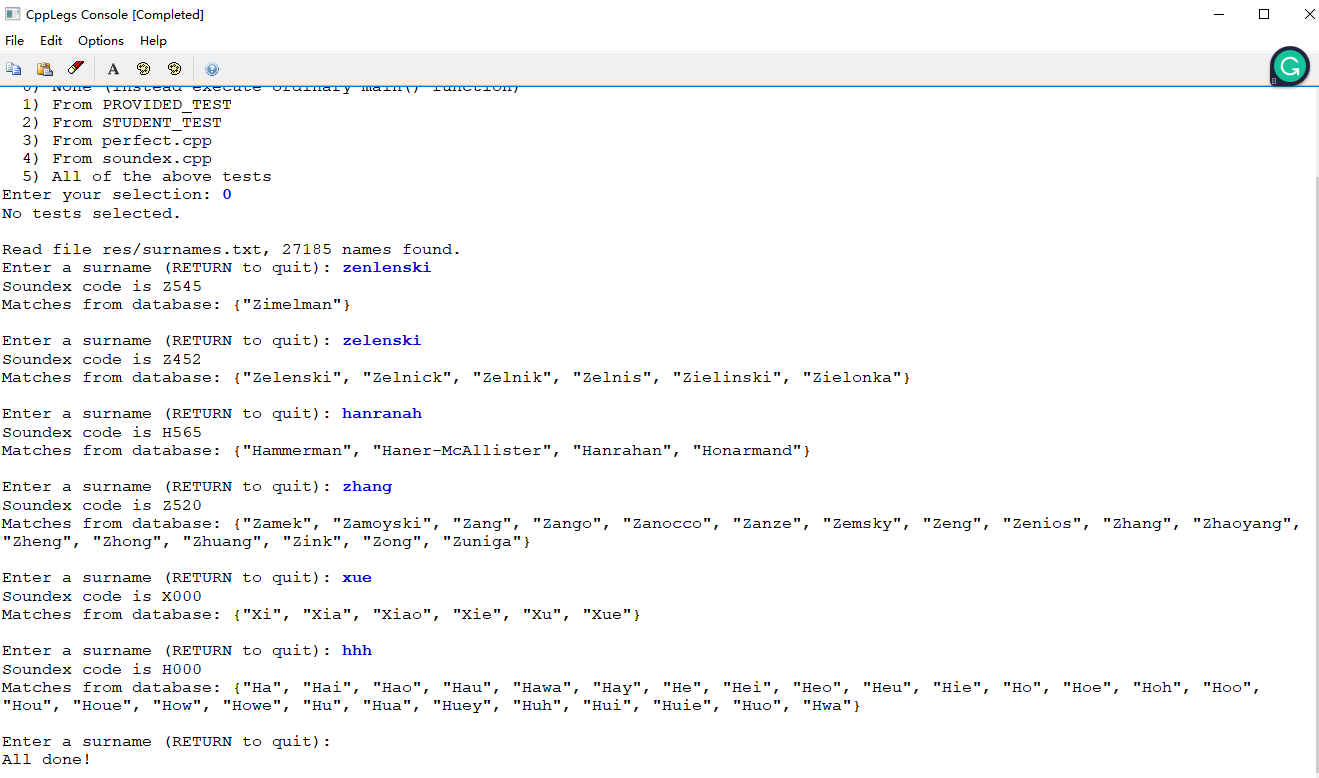 CppLegs Console [Completed]
File Edit Options Help
A G
0) None (instead execute ordinary main() function)
1) From PROVIDED_TEST
2) From STUDENT_TEST
3) From perfect.cpp
4) From soundex.cpp
5) All of the above tests
Enter your selection: 0
No tests selected.
Read file res/surnames.txt, 27185 names found.
Enter a surname (RETURN to quit): zenlenski
Soundex code is Z545
Matches from database: {"Zimelman"}
Enter a surname (RETURN to quit): zelenski
Soundex code is Z452
Matches from database: {"Zelenski", "Zelnick", "Zelnik", "Zelnis", "Zielinski", "Zielonka"}
Enter a surname (RETURN to quit): hanranah
Soundex code is H565
Matches from database: {"Hammerman", "Haner-McAllister", "Hanrahan", "Honarmand"}
Enter a surname (RETURN to quit): zhang
Soundex code is Z520
Matches from database: {"Zamek", "Zamoyski", "Zang", "Zango", "Zanocco", "Zanze", "Zemsky", "Zeng", "Zenios", "Zhang", "Zhaoyang",
"Zheng", "Zhong", "Zhuang", "Zink", "Zong", "Zuniga"}
Enter a surname (RETURN to quit): xue
Soundex code is X000
Matches from database: {"Xi", "Xia", "Xiao", "Xie", "Xu", "Xue"}
Enter a surname (RETURN to quit): hhh
Soundex code is H000
Matches from database: {"Ha", "Hai", "Hao", "Hau", "Hawa", "Hay", "He", "Hei", "Heo", "Heu", "Hie", "Ho", "Hoe", "Hoh", "Hoo",
"Hou", "Houe", "How", "Howe", "Hu", "Hua", "Huey", "Huh", "Hui", "Huie", "Huo", "Hwa"}
Enter a surname (RETURN to quit):
All done!